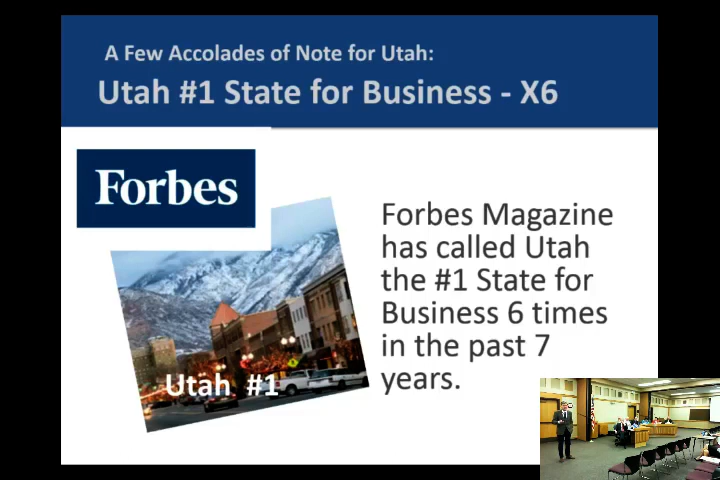 A Few Accolades of Note for Utah:
Utah #1 State for Business - X6
Forbes
Forbes Magazine
has called Utah
the #1 State for
Business 6 times
in the past 7
years.
Utah #1